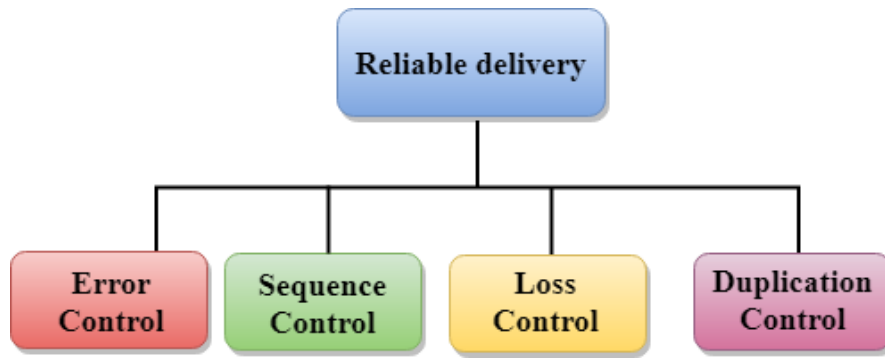 Reliable delivery
Error
Control
Sequence
Control
Loss
Control
Duplication
Control